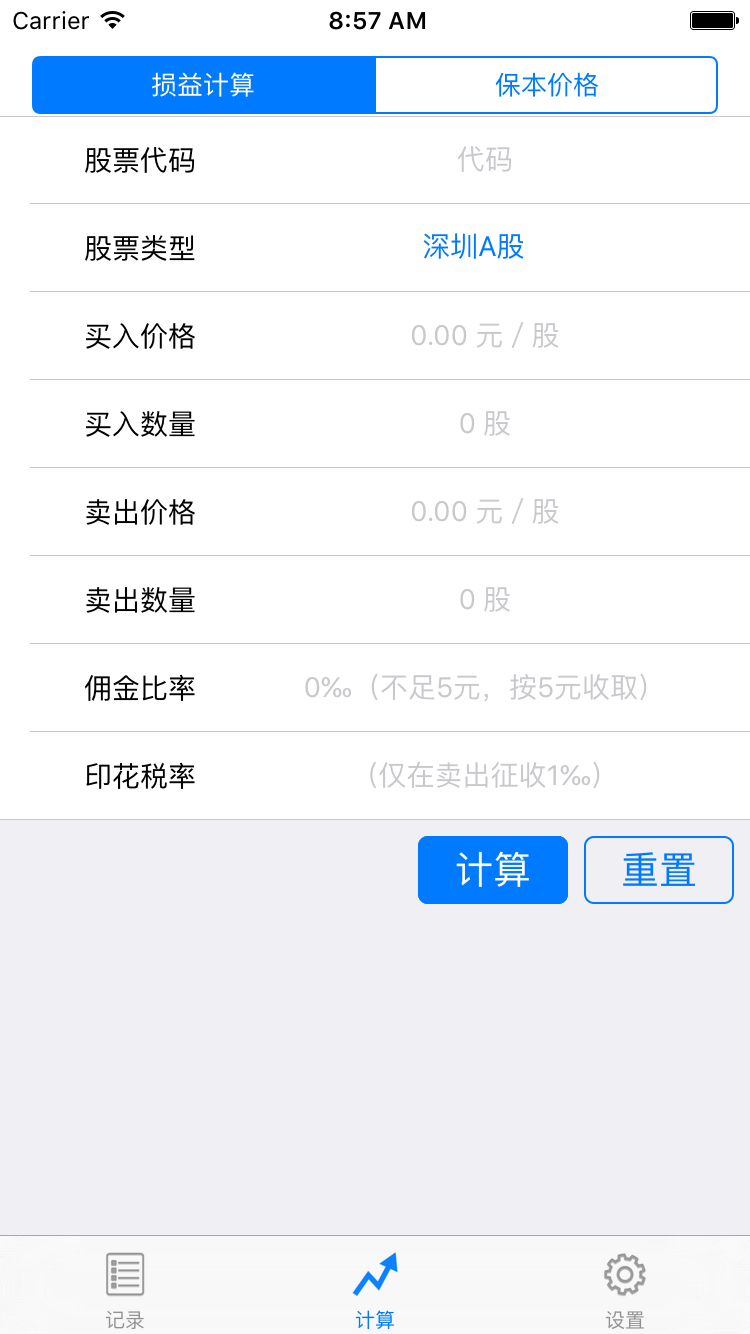 Carrier 8:57 AM
损益计算 保本价格
股票代码 代码
股票类型 深圳A股
买入价格 0.00 元 / 股
买入数量 0 股
卖出价格 0.00 元 / 股
卖出数量 0 股
佣金比率 0‰（不足5元，按5元收取）
印花税率 （仅在卖出征收1‰）
计算 重置
记录 计算 设置